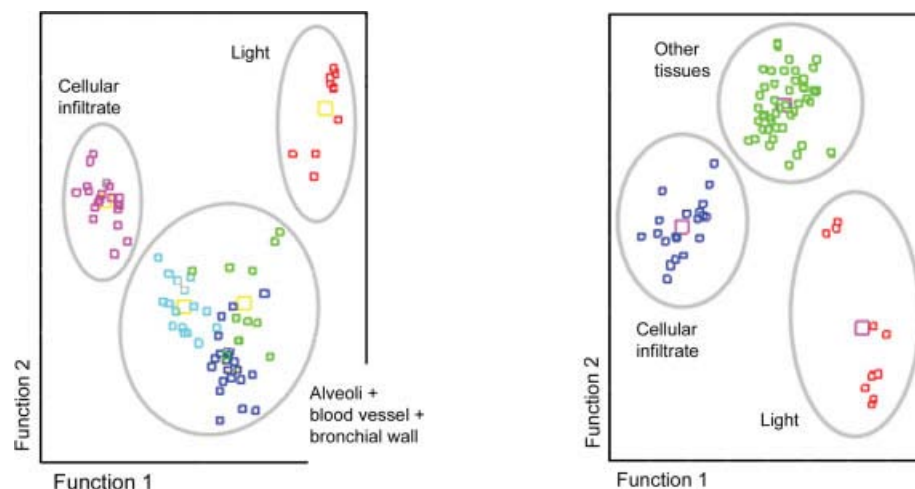 Light
Cellular
infiltrate
Alveoli +
blood vessel +
bronchial wall
Function 2
Function 1
Other
tissues
Cellular
infiltrate
Light
Function 2
Function 1